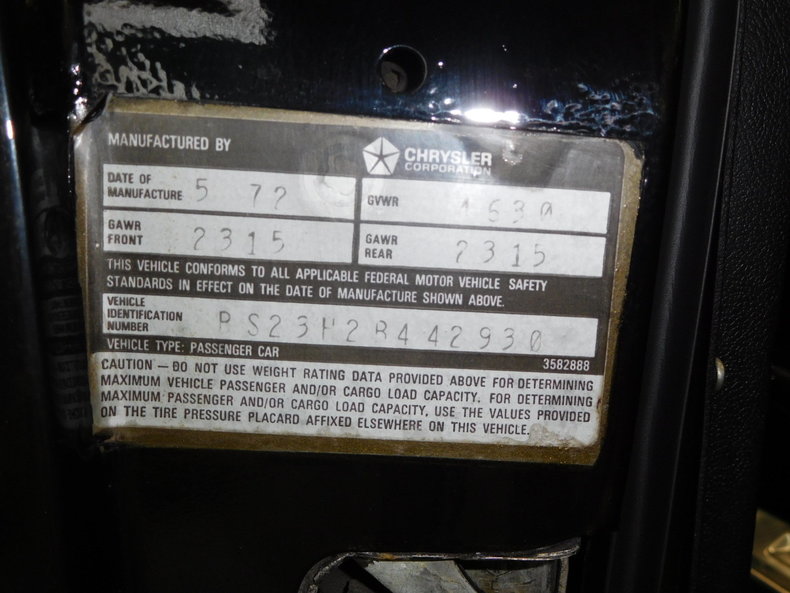 MANUFACTURED BY
CHRYSLER
CORPORATION
DATE OF
MANUFACTURE 5 72
GVWR 4630
GAWR
FRONT 2315
GAWR
REAR 2315
THIS VEHICLE CONFORMS TO ALL APPLICABLE FEDERAL MOTOR VEHICLE SAFETY
STANDARDS IN EFFECT ON THE DATE OF MANUFACTURE SHOWN ABOVE.
VEHICLE
IDENTIFICATION
NUMBER BS23H2B442930
VEHICLE TYPE: PASSENGER CAR
3582888
CAUTION — DO NOT USE WEIGHT RATING DATA PROVIDED ABOVE FOR DETERMINING
MAXIMUM VEHICLE PASSENGER AND/OR CARGO LOAD CAPACITY. FOR DETERMINING
MAXIMUM PASSENGER AND/OR CARGO LOAD CAPACITY, USE THE VALUES PROVIDED
ON THE TIRE PRESSURE PLACARD AFFIXED ELSEWHERE ON THIS VEHICLE.